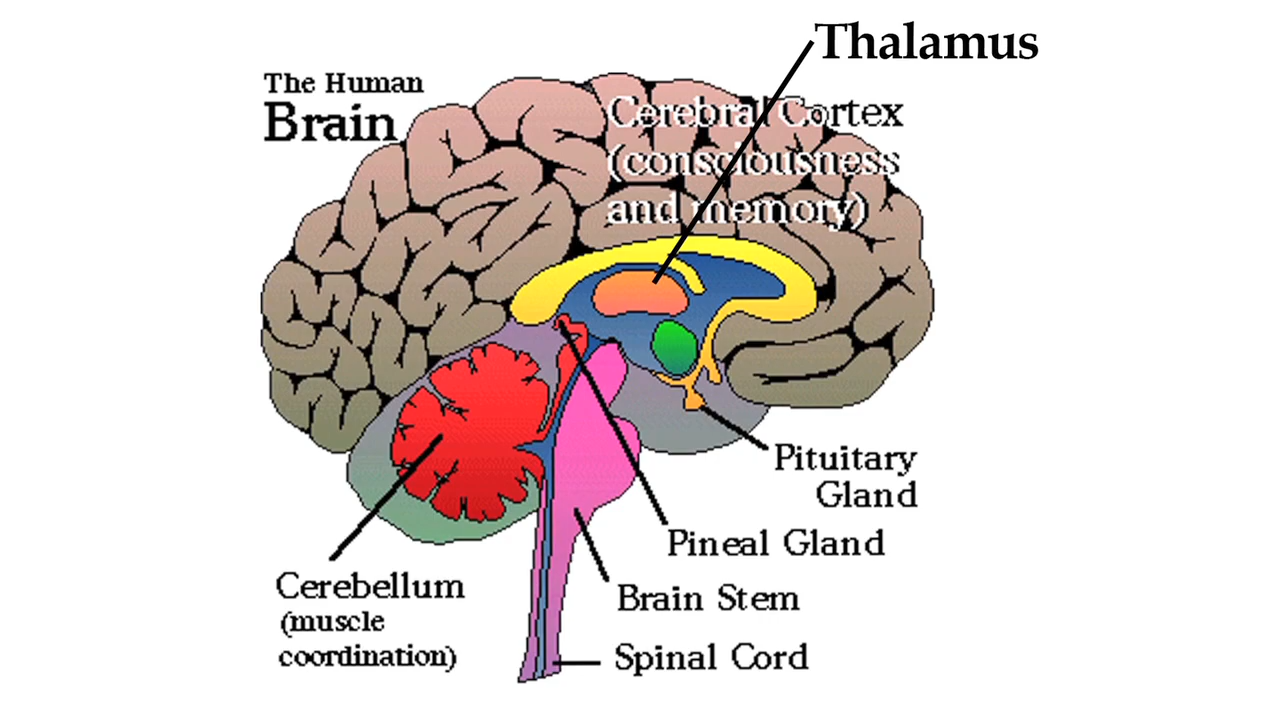 Thalamus
The Human
Brain
Cerebral Cortex
(consciousness
and memory)
Pituitary
Gland
Pineal Gland
Cerebellum
(muscle
coordination)
Brain Stem
Spinal Cord